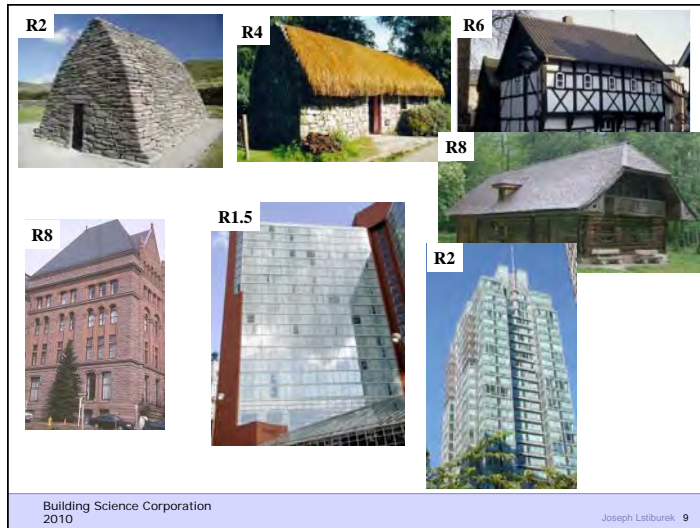 R2
R4
R6
R8
R8
R1.5
R2
Building Science Corporation
2010
Joseph Lstiburek 9